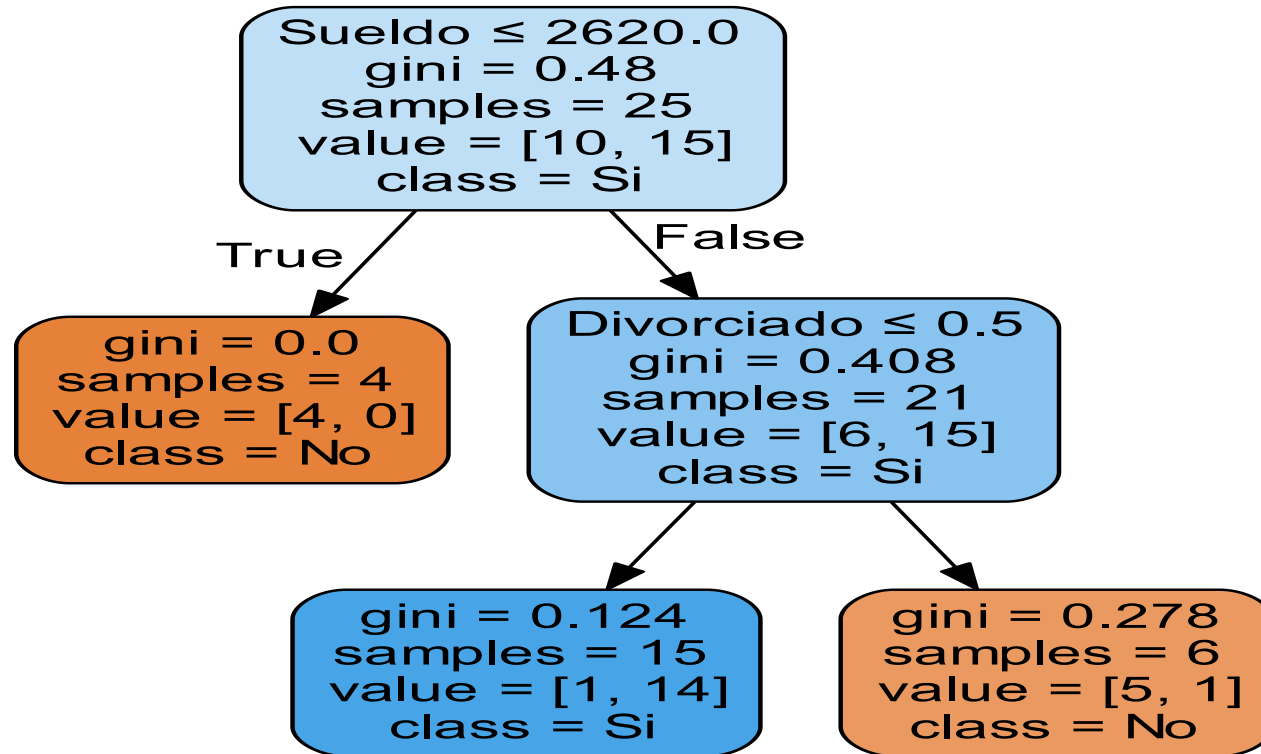 Sueldo ≤ 2620.0
gini = 0.48
samples = 25
value = [10, 15]
class = Si
True
False
gini = 0.0
samples = 4
value = [4, 0]
class = No
Divorciado ≤ 0.5
gini = 0.408
samples = 21
value = [6, 15]
class = Si
gini = 0.124
samples = 15
value = [1, 14]
class = Si
gini = 0.278
samples = 6
value = [5, 1]
class = No